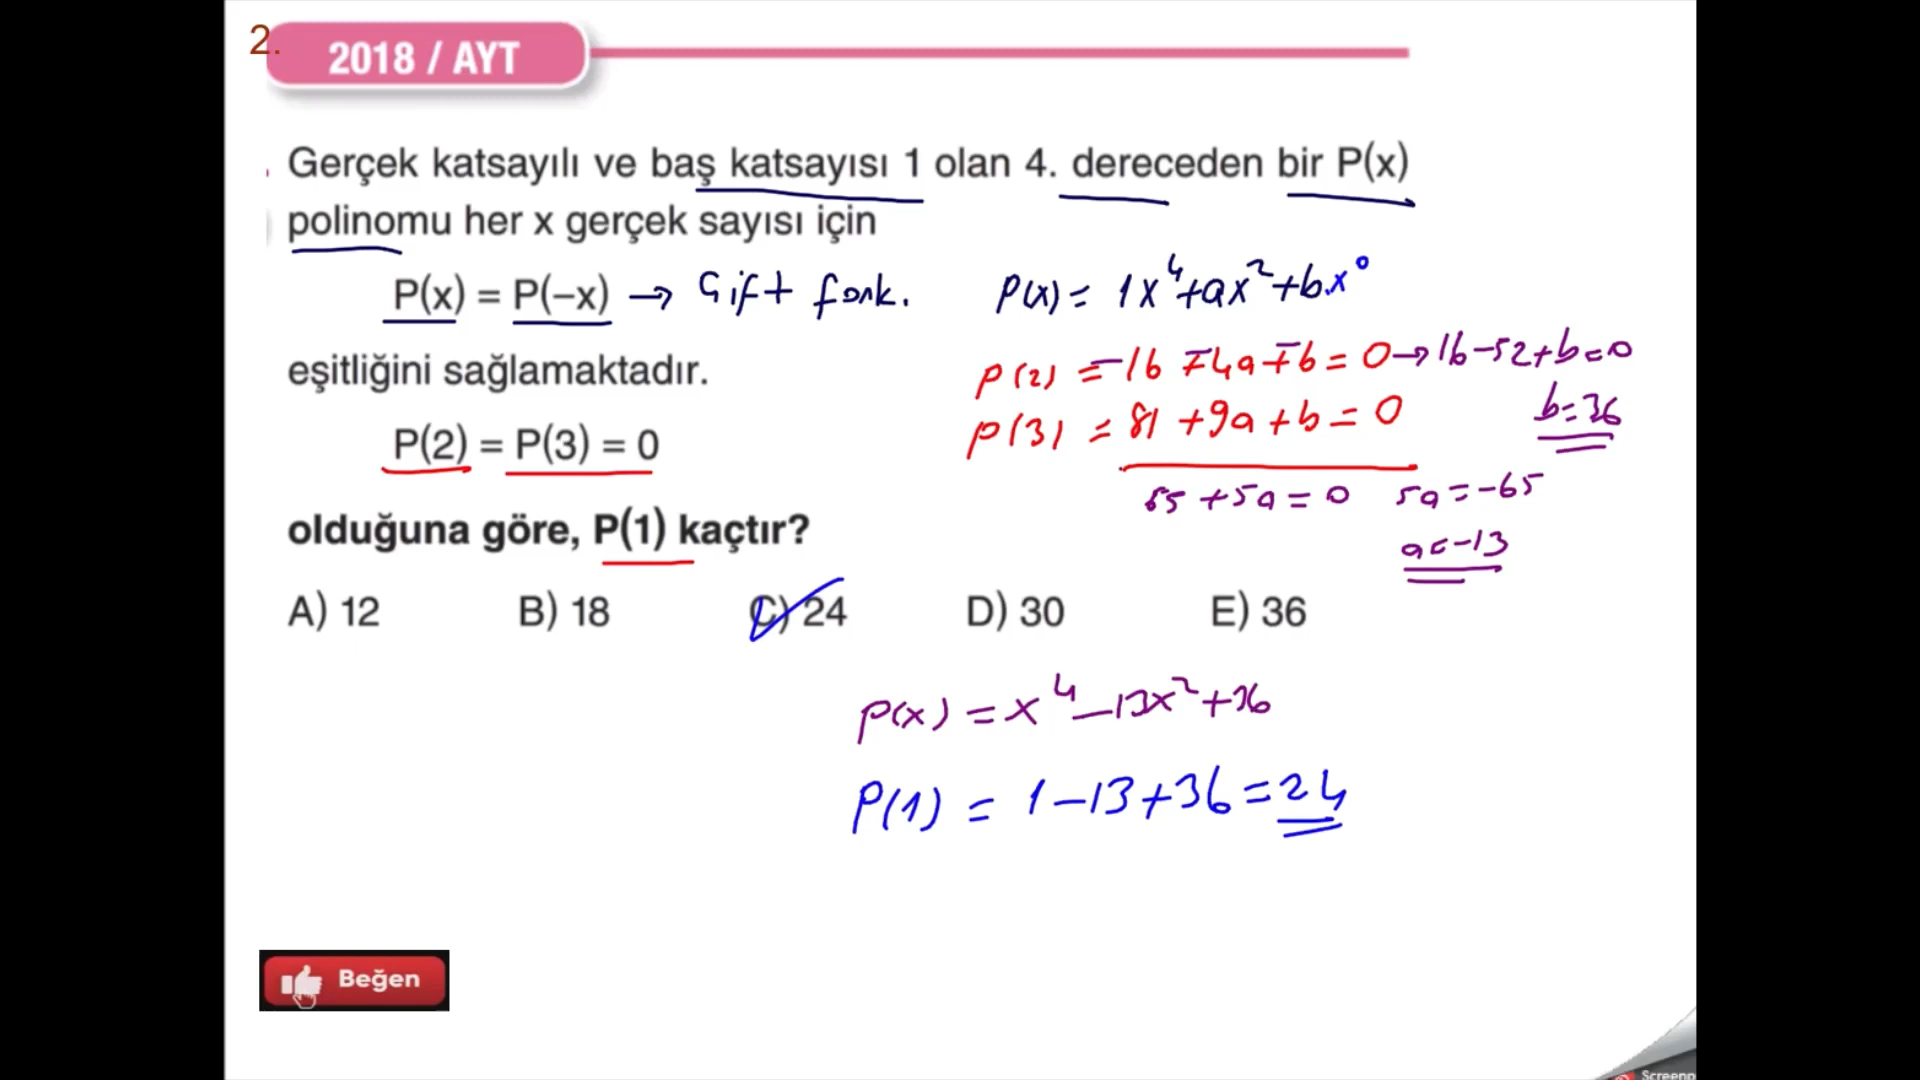 2.
2018 / AYT
Gerçek katsayılı ve baş katsayısı 1 olan 4. dereceden bir P(x)
polinomu her x gerçek sayısı için
P(x) = P(–x) → Çift fonk.
P(x) = 1x⁴+ax²+b.x⁰
eşitliğini sağlamaktadır.
P(2) = -16 ∓4a∓b = 0 → 16-52+b=0
b=36
P(2) = P(3) = 0
P(3) = 81 +9a+b = 0
65 +5a = 0 5a=-65
a=-13
olduğuna göre, P(1) kaçtır?
A) 12 B) 18 C) 24 D) 30 E) 36
P(x) = x⁴-13x²+36
P(1) = 1-13+36=24
Beğen